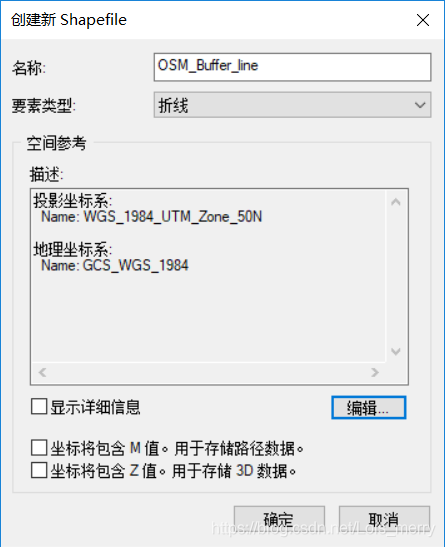 创建新 Shapefile
名称: OSM_Buffer_line
要素类型: 折线
空间参考
描述:
投影坐标系:
Name: WGS_1984_UTM_Zone_50N
地理坐标系:
Name: GCS_WGS_1984
显示详细信息 编辑...
坐标将包含 M 值。用于存储路径数据。
坐标将包含 Z 值。用于存储 3D 数据。
确定 取消
https://blog.csdn.net/Lois_merry